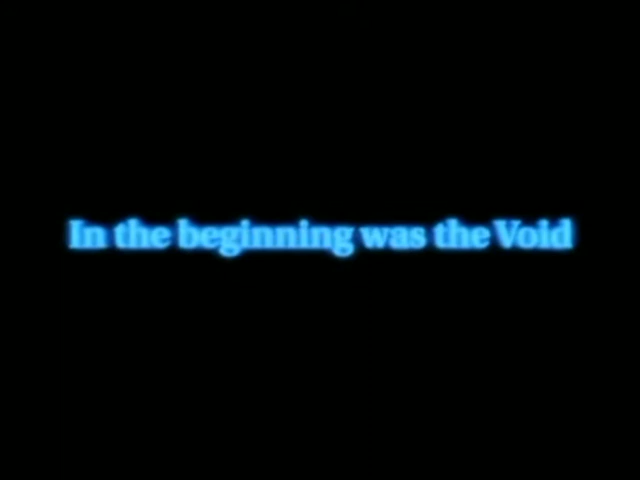 In the beginning was the Void